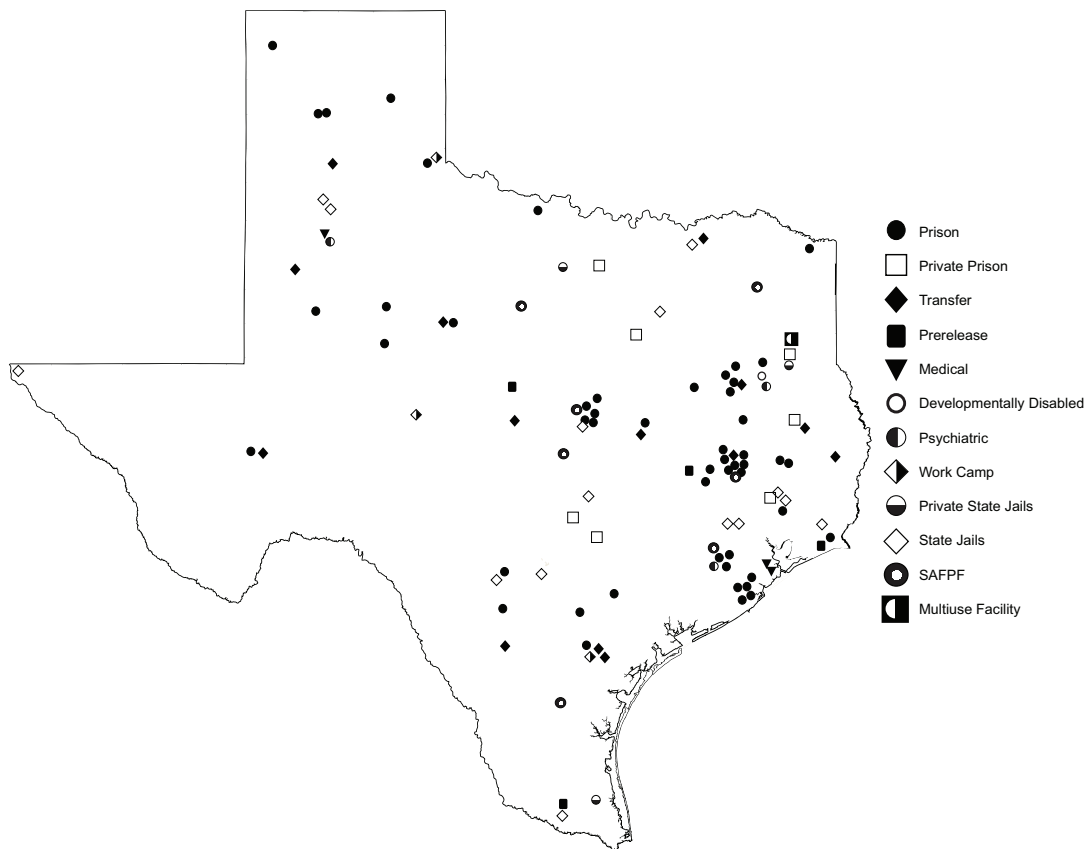 Prison
Private Prison
Transfer
Prerelease
Medical
Developmentally Disabled
Psychiatric
Work Camp
Private State Jails
State Jails
SAFPF
Multiuse Facility